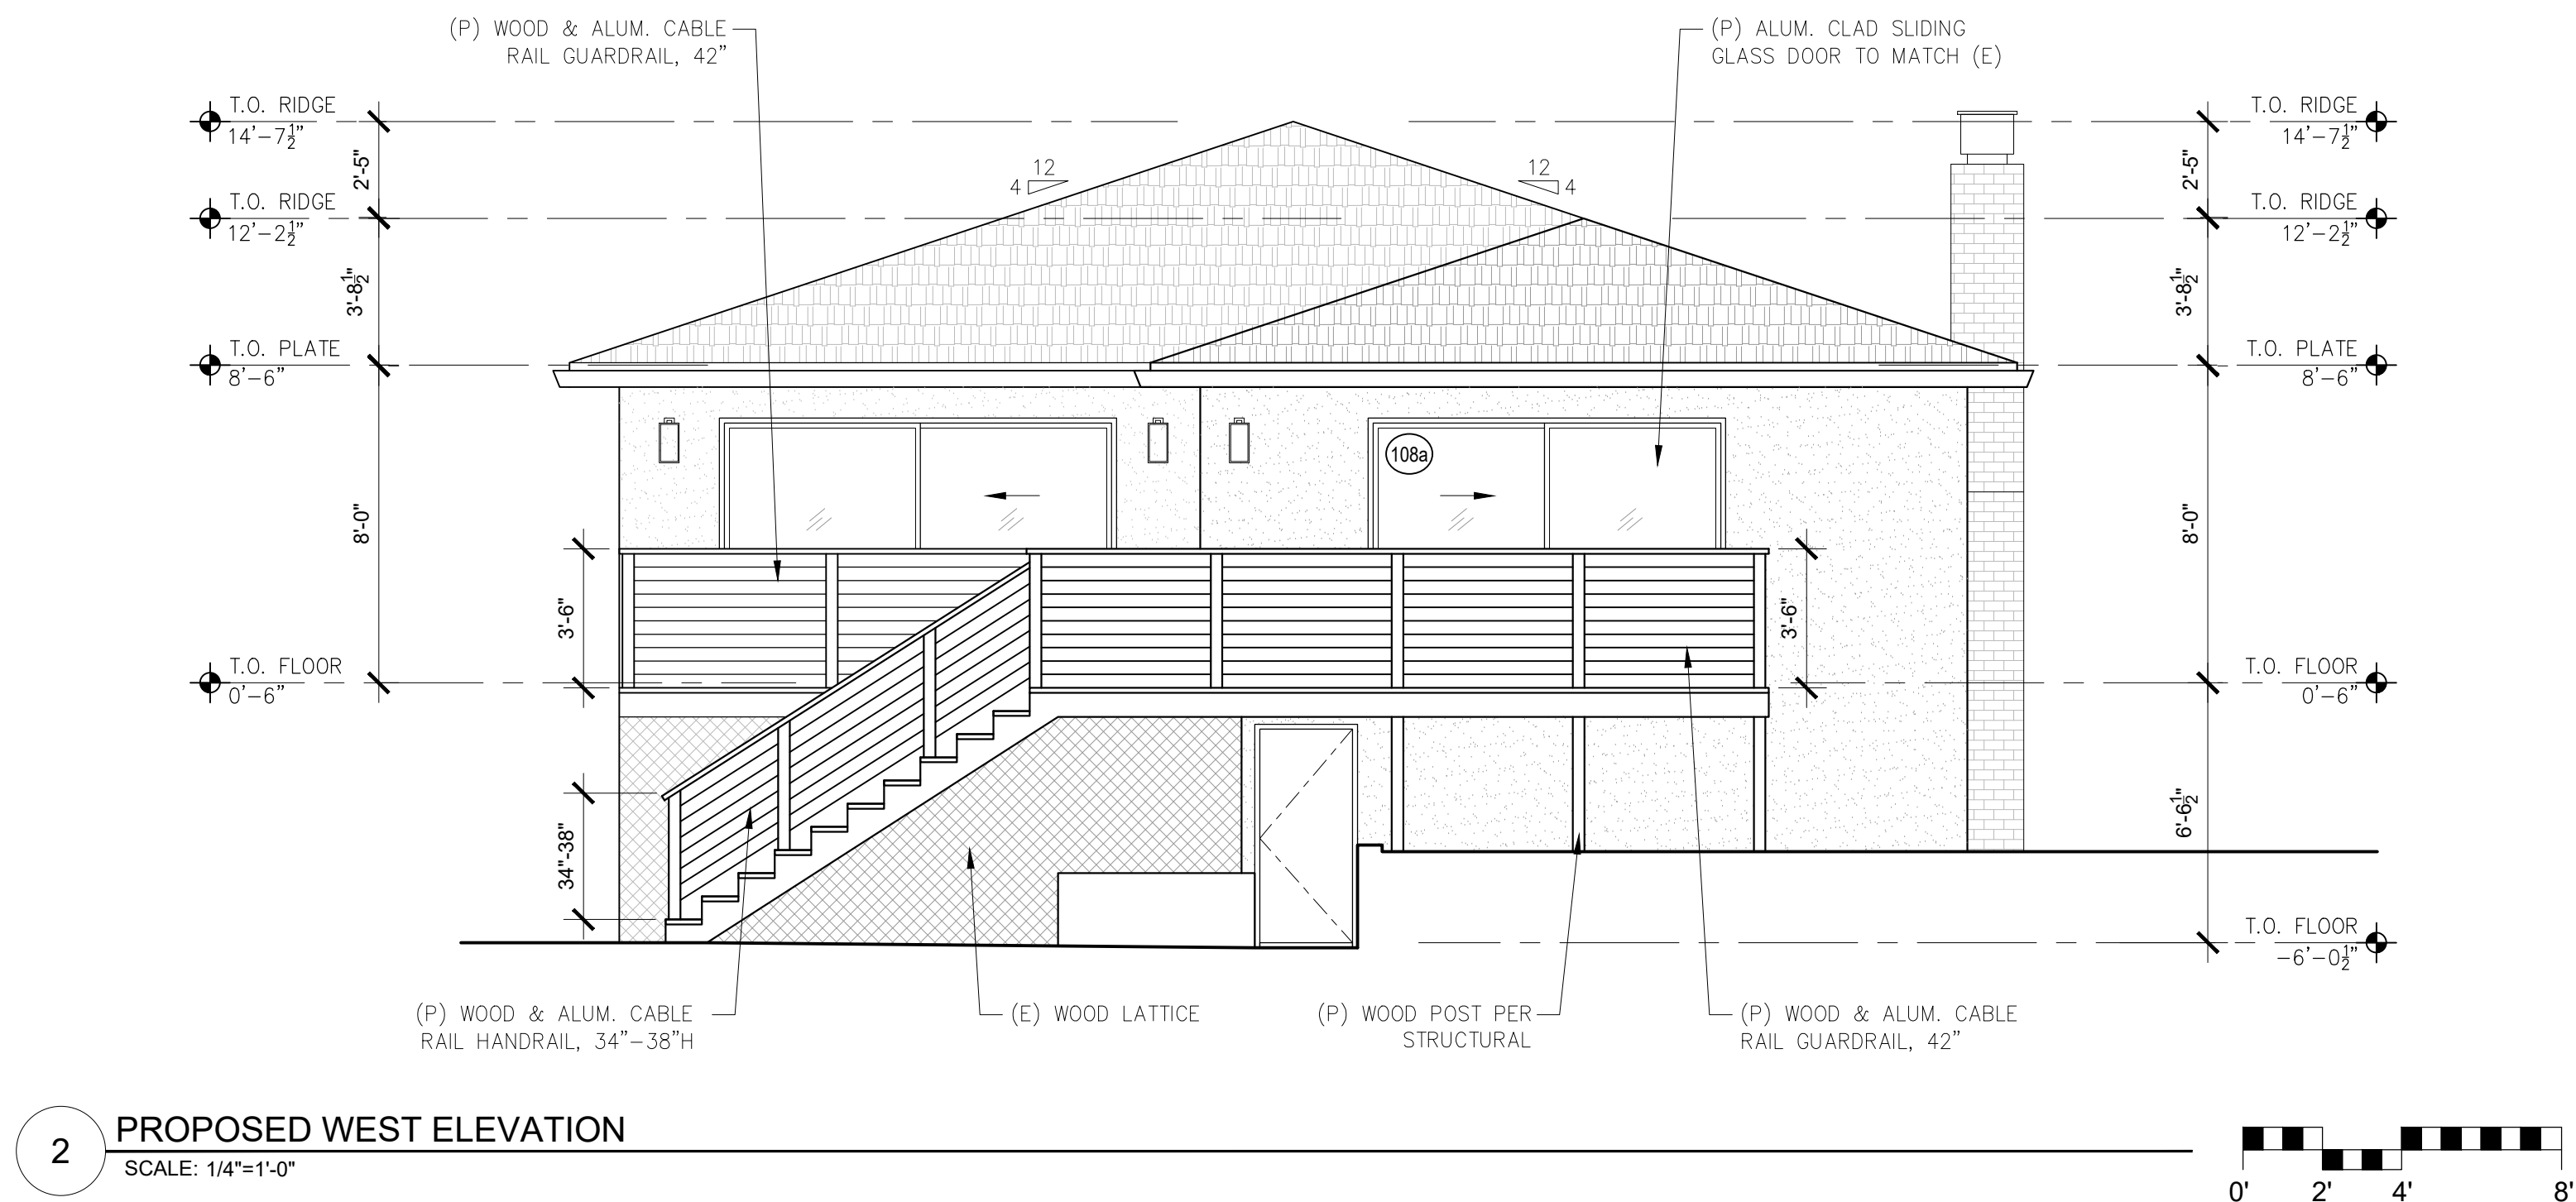 (P) WOOD & ALUM. CABLE
RAIL GUARDRAIL, 42"
(P) ALUM. CLAD SLIDING
GLASS DOOR TO MATCH (E)
T.O. RIDGE
14'-7½"
T.O. RIDGE
14'-7½"
2'-5"
2'-5"
12
4
12
4
T.O. RIDGE
12'-2½"
T.O. RIDGE
12'-2½"
3'-8½"
3'-8½"
T.O. PLATE
8'-6"
T.O. PLATE
8'-6"
108a
8'-0"
8'-0"
3'-6"
3'-6"
T.O. FLOOR
0'-6"
T.O. FLOOR
0'-6"
6'-6½"
34"-38"
T.O. FLOOR
-6'-0½"
(P) WOOD & ALUM. CABLE
RAIL HANDRAIL, 34"-38"H
(E) WOOD LATTICE
(P) WOOD POST PER
STRUCTURAL
(P) WOOD & ALUM. CABLE
RAIL GUARDRAIL, 42"
2
PROPOSED WEST ELEVATION
SCALE: 1/4"=1'-0"
0' 2' 4' 8'